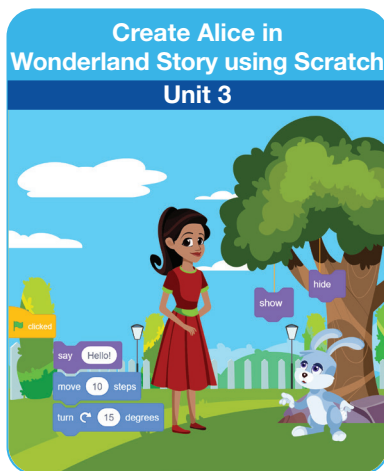 Create Alice in
Wonderland Story using Scratch
Unit 3
hide
show
clicked
say Hello!
move 10 steps
turn 15 degrees